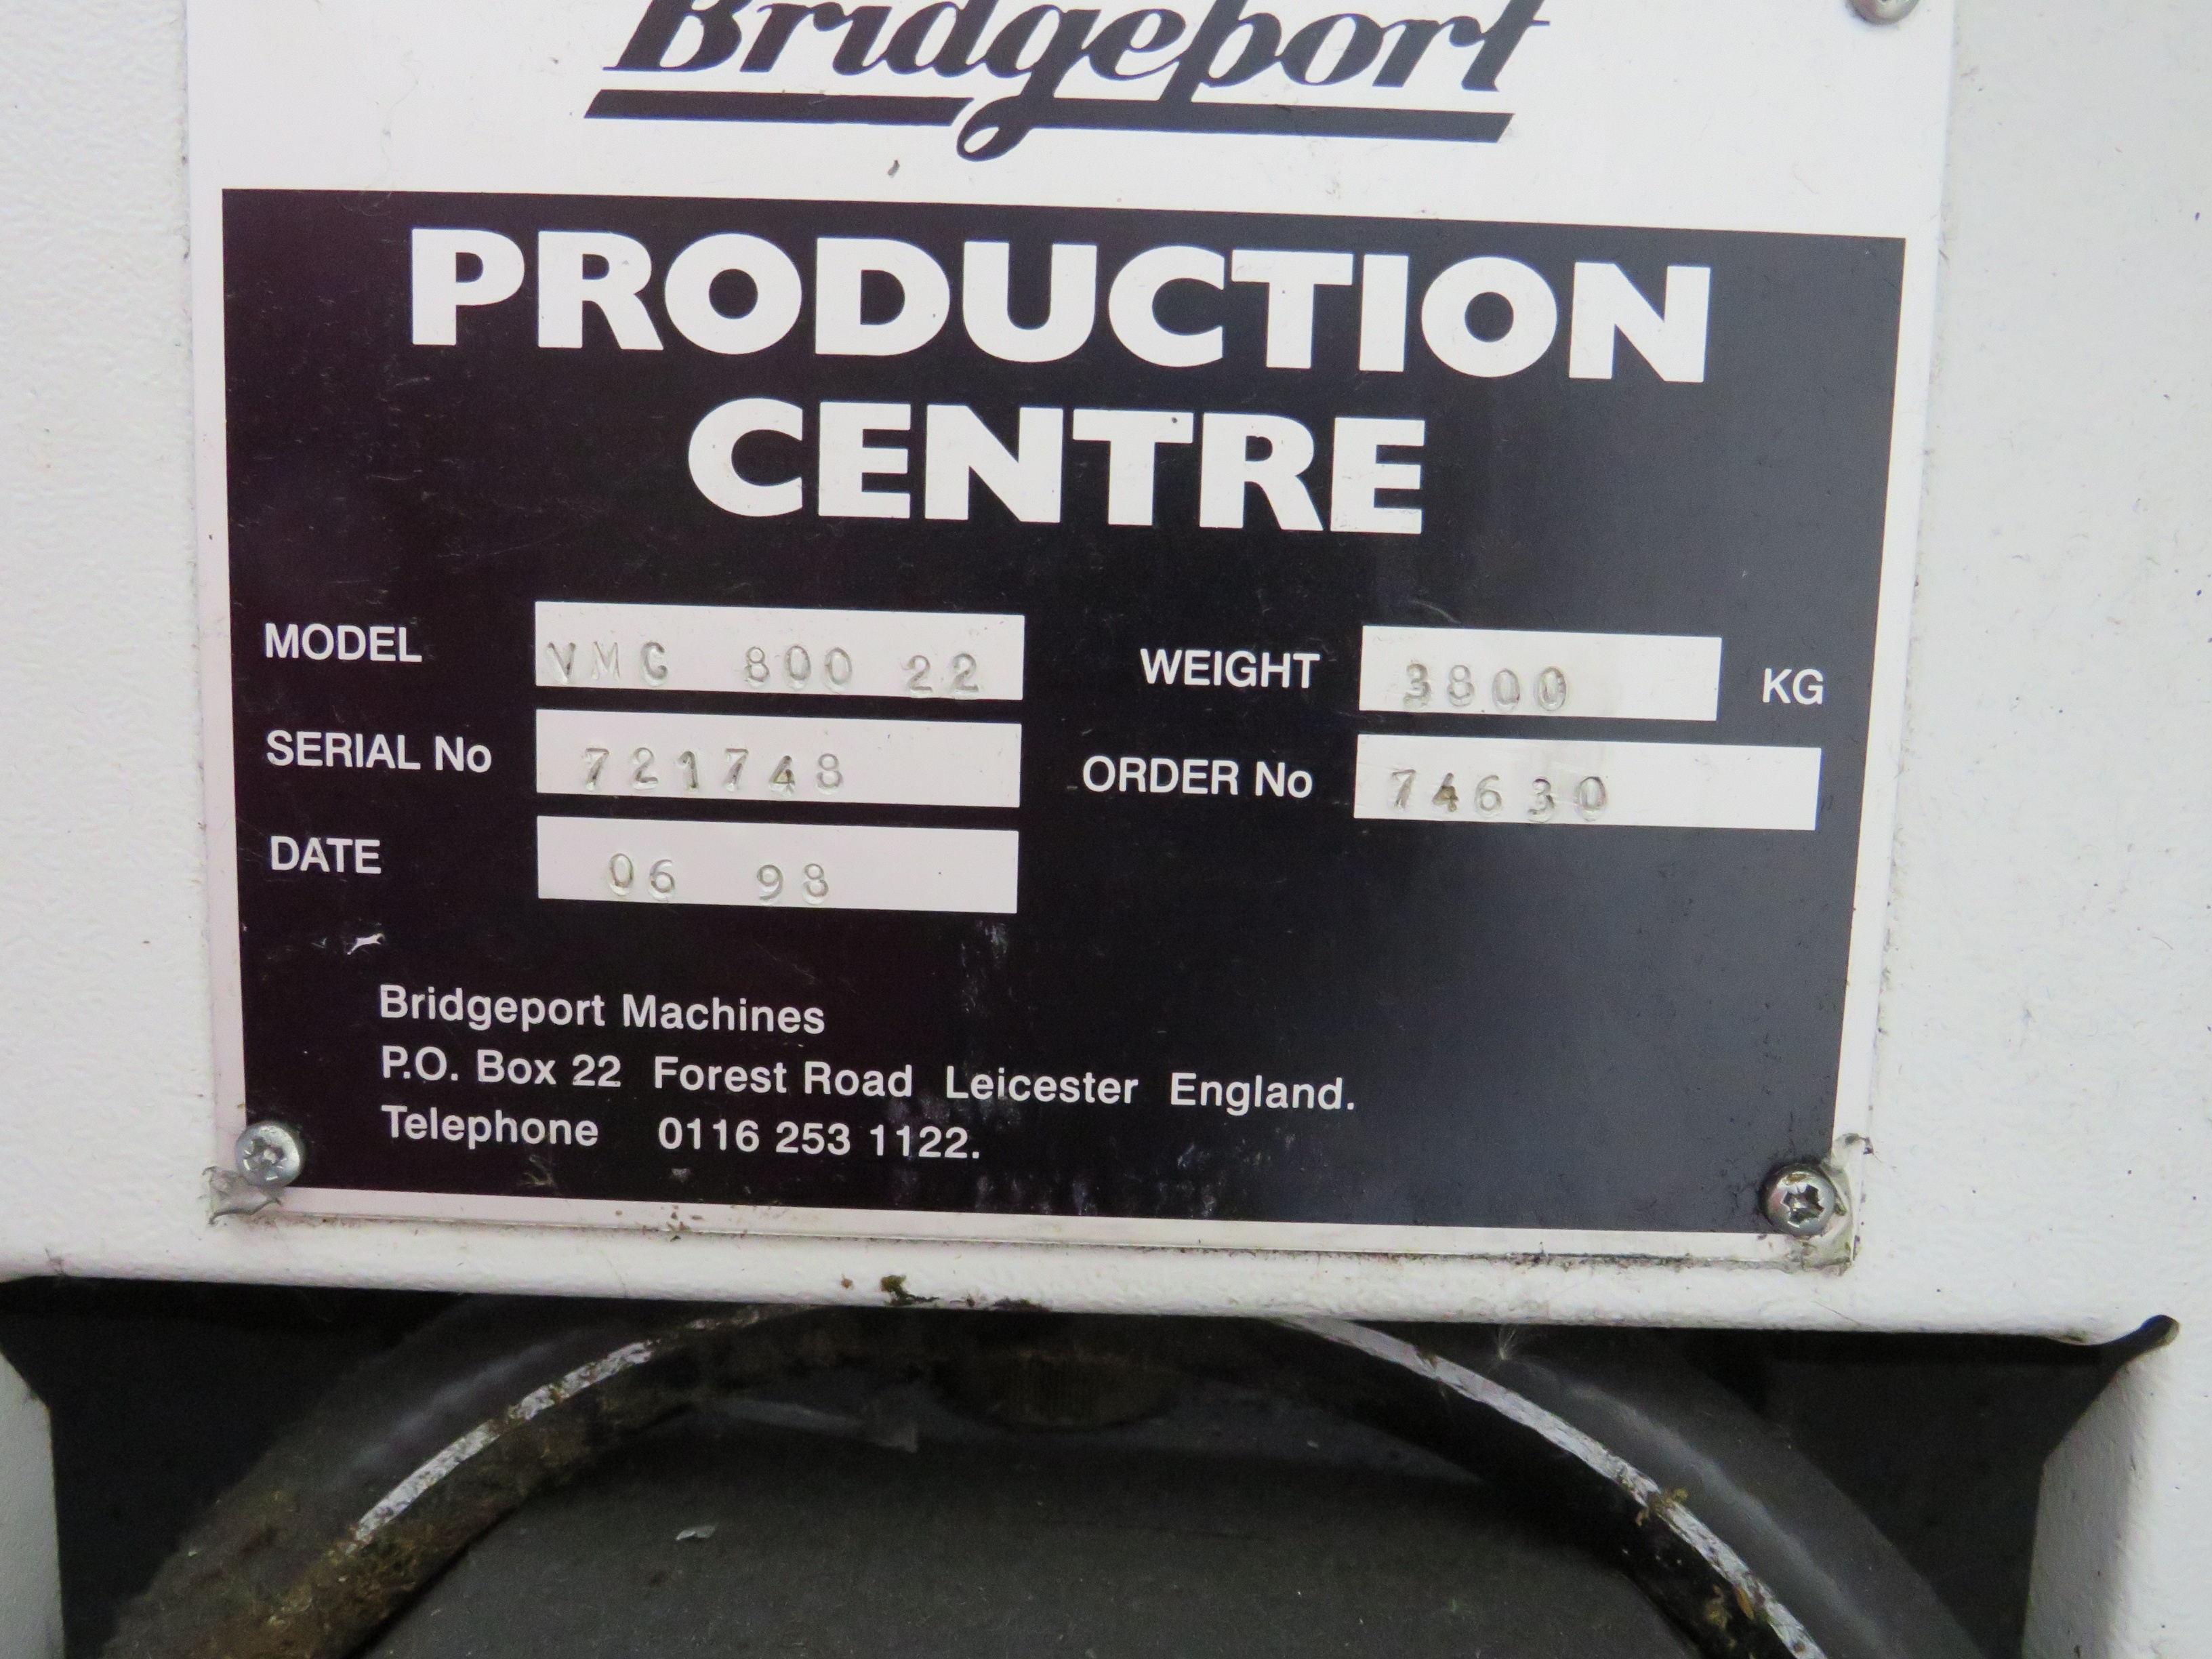 Bridgeport
PRODUCTION
CENTRE
MODEL VMC 800 22 WEIGHT 3800 KG
SERIAL No 721748 ORDER No 74630
DATE 06 98
Bridgeport Machines
P.O. Box 22 Forest Road Leicester England.
Telephone 0116 253 1122.